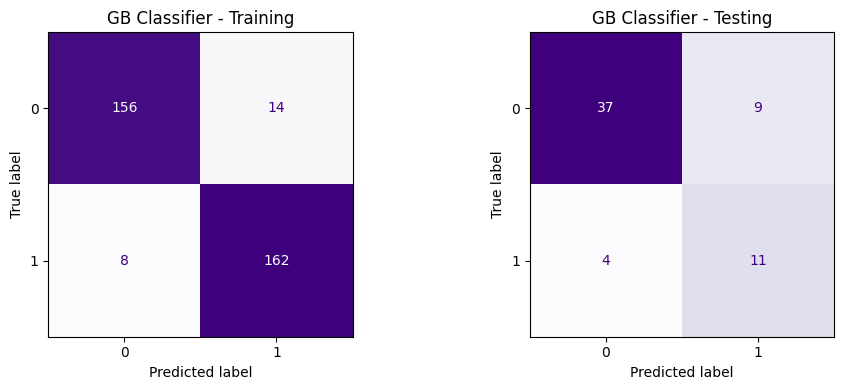 GB Classifier - Training
0
156
14
1
8
162
0
1
True label
Predicted label
GB Classifier - Testing
0
37
9
1
4
11
0
1
True label
Predicted label